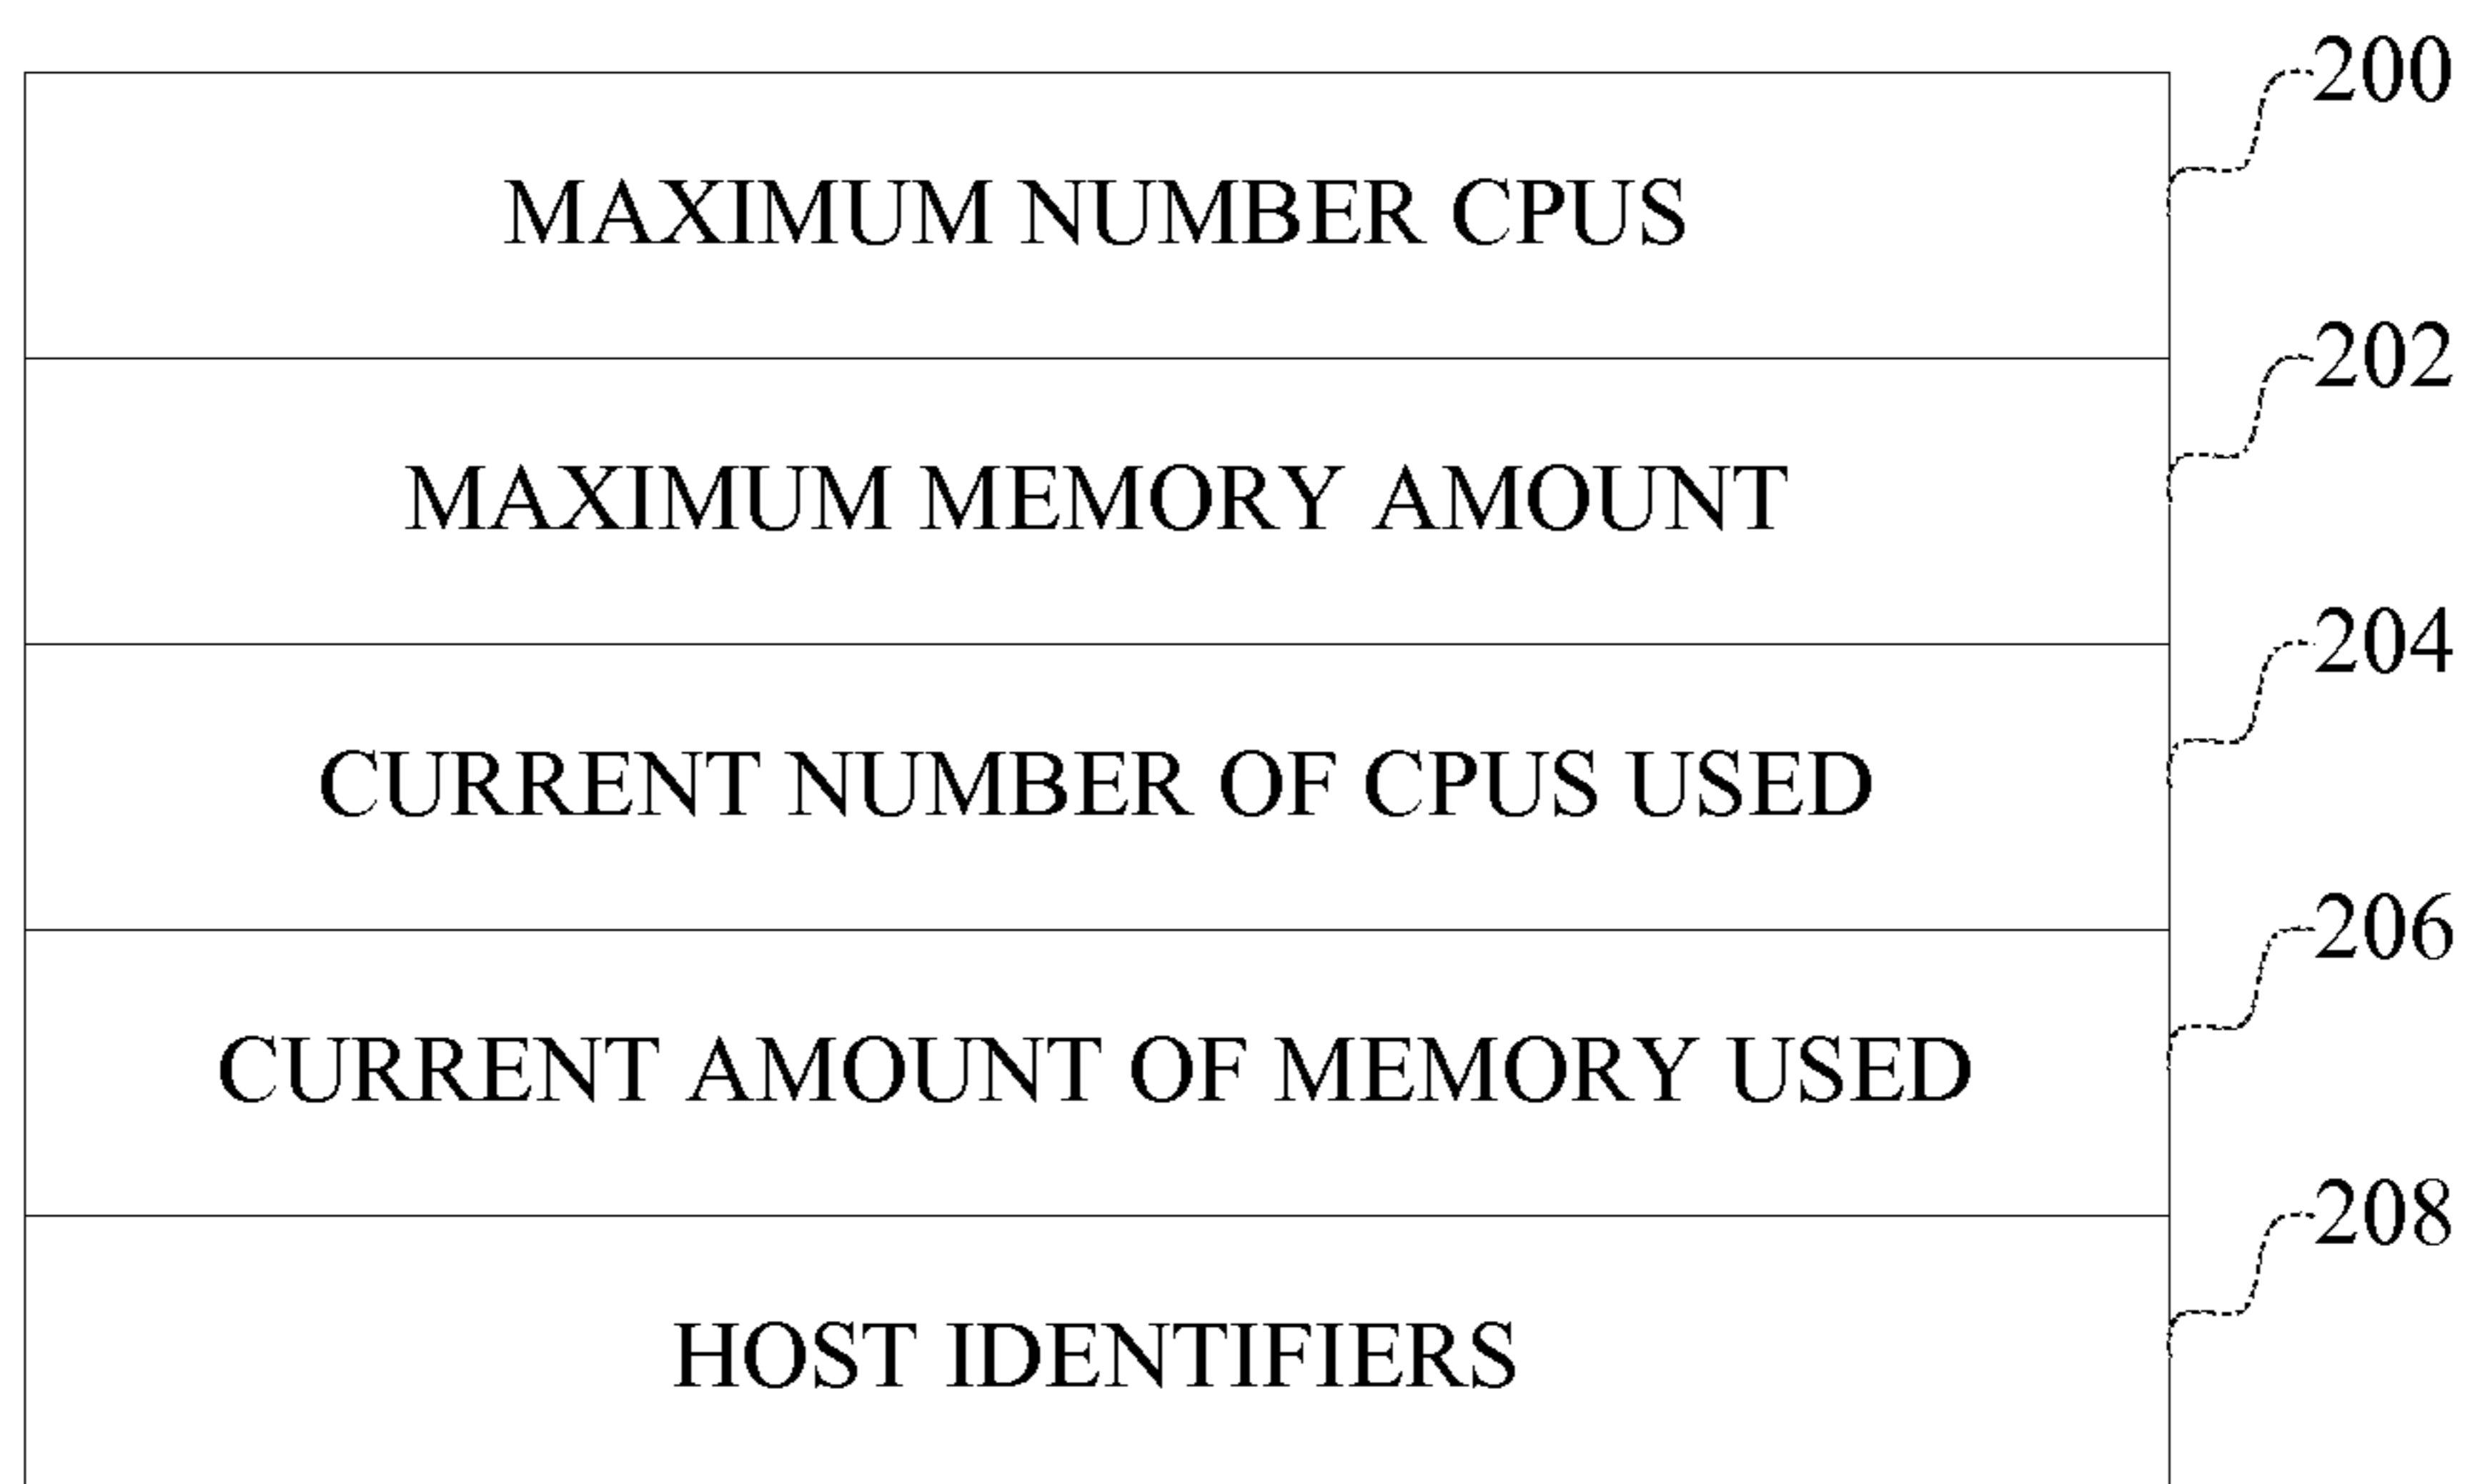 200
MAXIMUM NUMBER CPUS
202
MAXIMUM MEMORY AMOUNT
204
CURRENT NUMBER OF CPUS USED
206
CURRENT AMOUNT OF MEMORY USED
208
HOST IDENTIFIERS